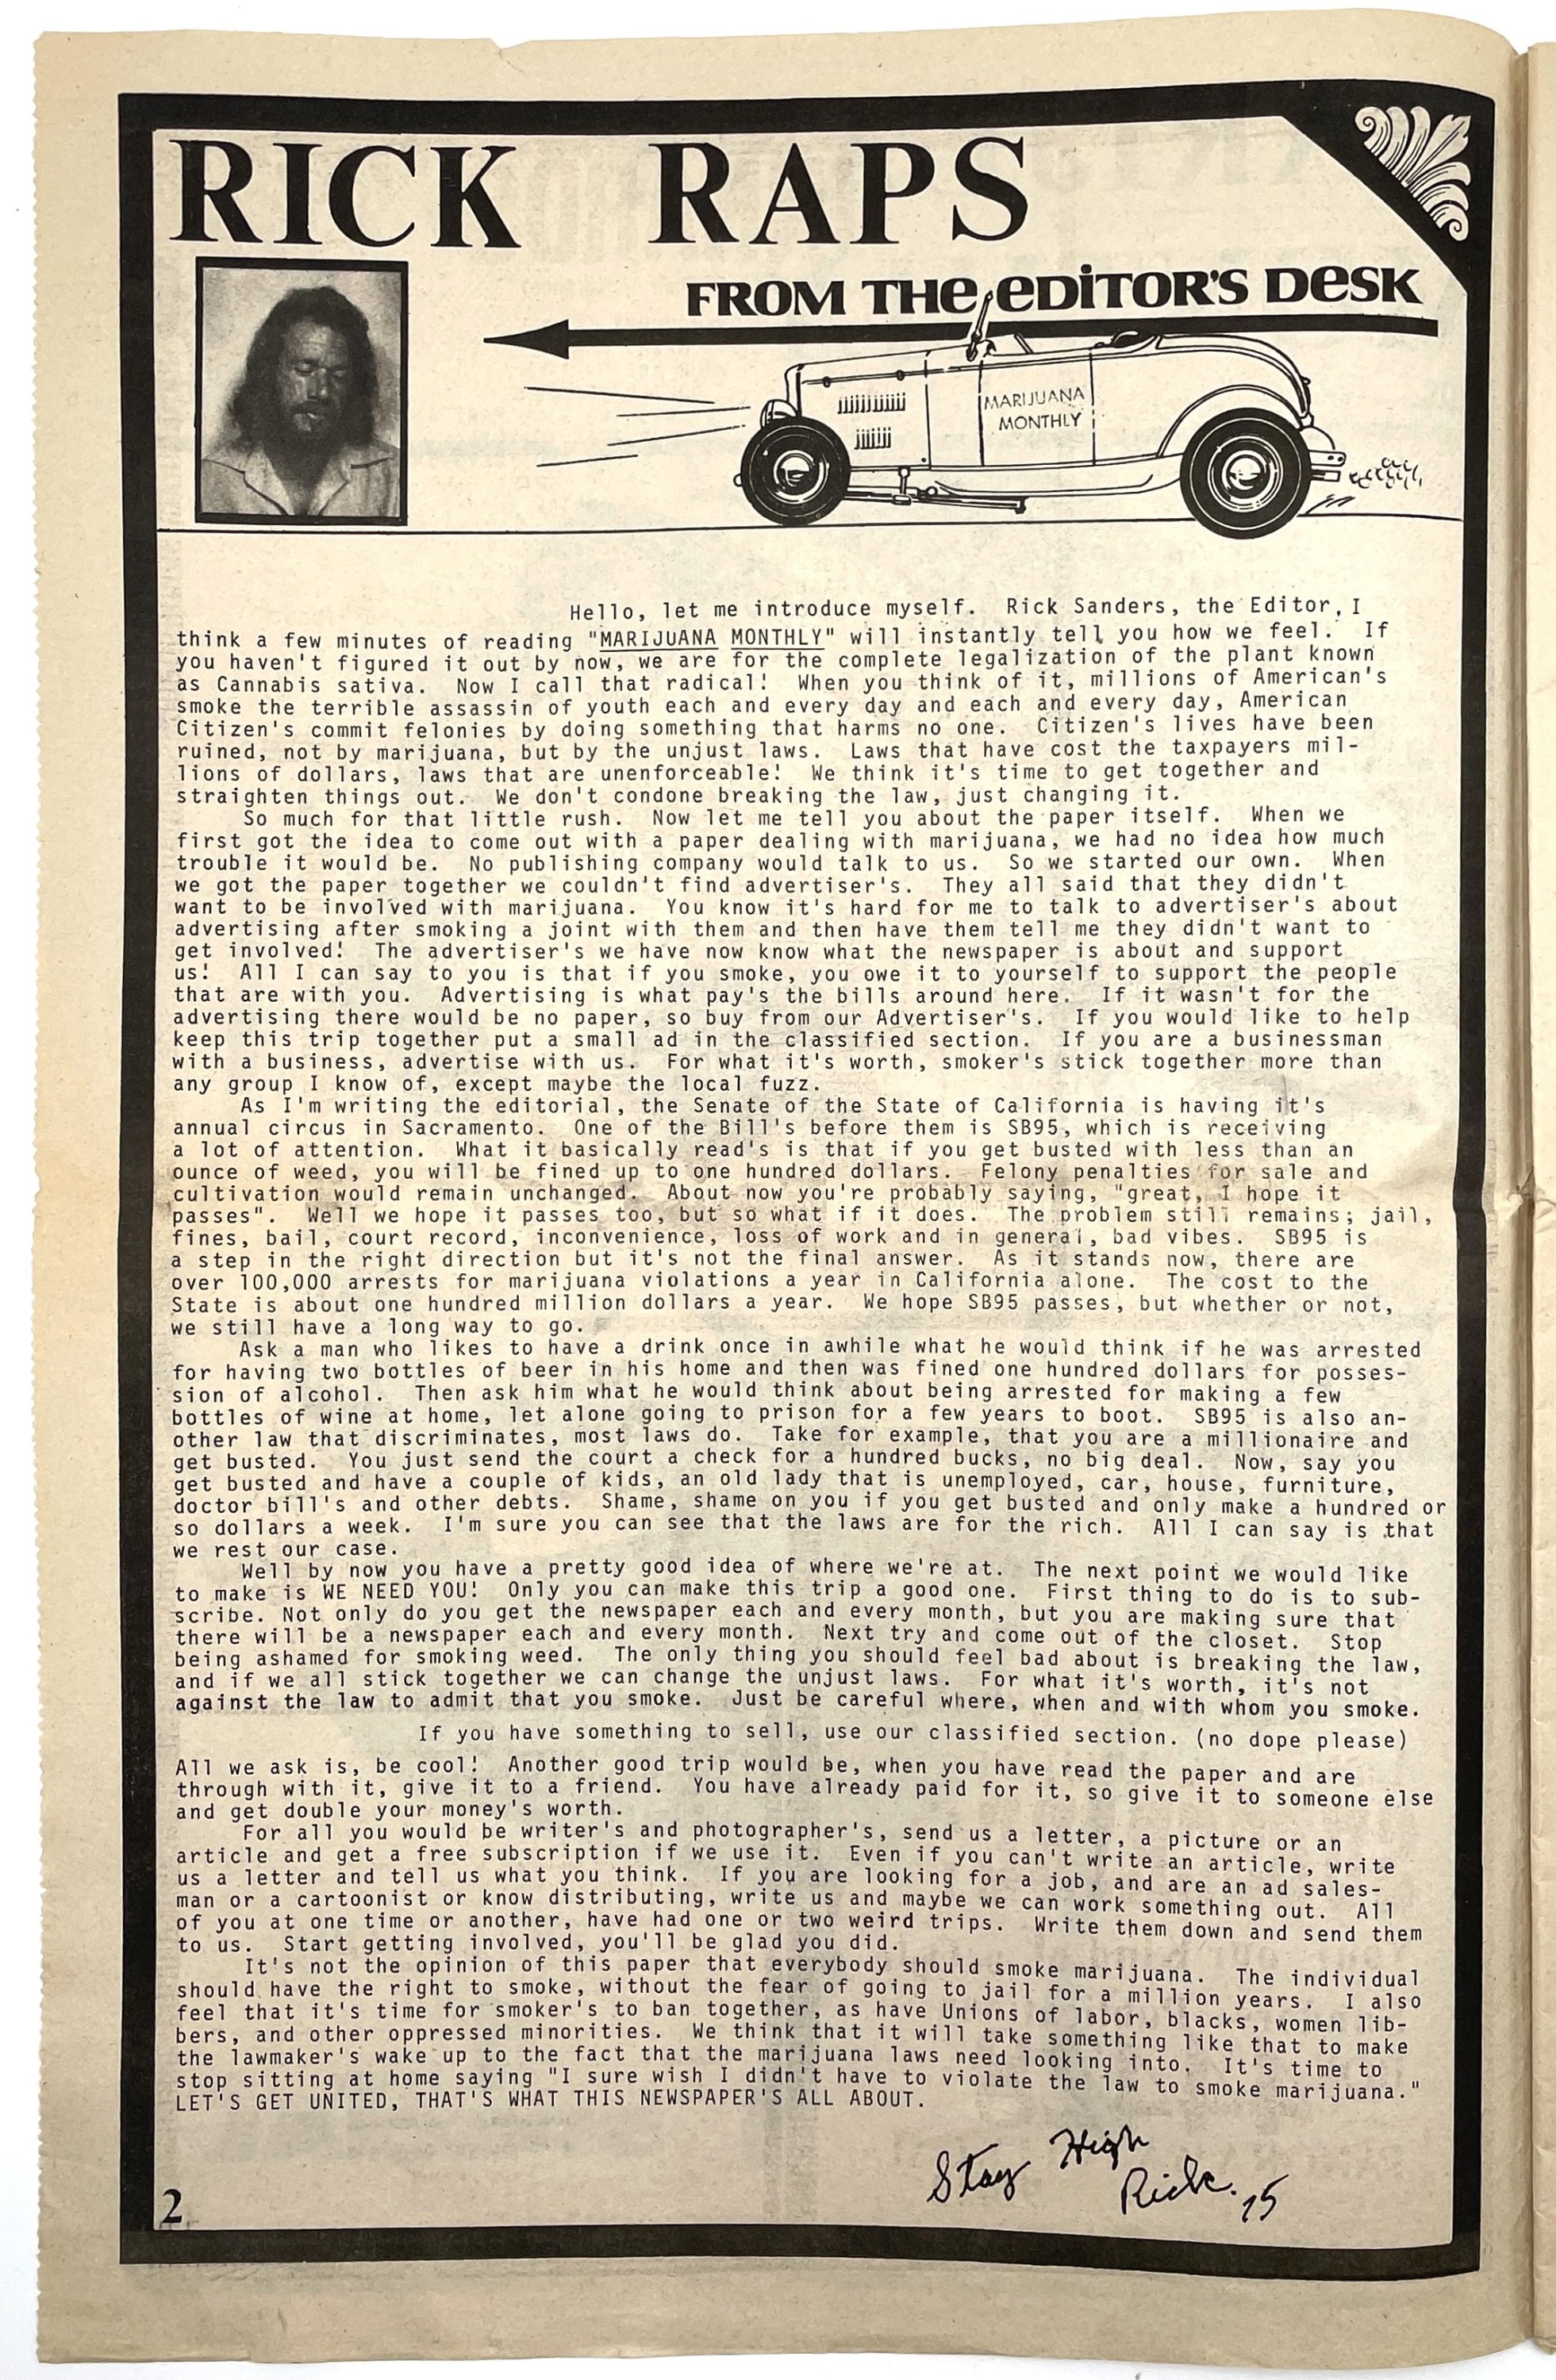 RICK RAPS
FROM THE EDITOR'S DESK
MARIJUANA
MONTHLY
Hello, let me introduce myself. Rick Sanders, the Editor, I
think a few minutes of reading "MARIJUANA MONTHLY" will instantly tell you how we feel. If
you haven't figured it out by now, we are for the complete legalization of the plant known
as Cannabis sativa. Now I call that radical! When you think of it, millions of American's
smoke the terrible assassin of youth each and every day and each and every day, American
Citizen's commit felonies by doing something that harms no one. Citizen's lives have been
ruined, not by marijuana, but by the unjust laws. Laws that have cost the taxpayers mil-
lions of dollars, laws that are unenforceable! We think it's time to get together and
straighten things out. We don't condone breaking the law, just changing it.
So much for that little rush. Now let me tell you about the paper itself. When we
first got the idea to come out with a paper dealing with marijuana, we had no idea how much
trouble it would be. No publishing company would talk to us. So we started our own. When
we got the paper together we couldn't find advertiser's. They all said that they didn't
want to be involved with marijuana. You know it's hard for me to talk to advertiser's about
advertising after smoking a joint with them and then have them tell me they didn't want to
get involved! The advertiser's we have now know what the newspaper is about and support
us! All I can say to you is that if you smoke, you owe it to yourself to support the people
that are with you. Advertising is what pay's the bills around here. If it wasn't for the
advertising there would be no paper, so buy from our Advertiser's. If you would like to help
keep this trip together put a small ad in the classified section. If you are a businessman
with a business, advertise with us. For what it's worth, smoker's stick together more than
any group I know of, except maybe the local fuzz.
As I'm writing the editorial, the Senate of the State of California is having it's
annual circus in Sacramento. One of the Bill's before them is SB95, which is receiving
a lot of attention. What it basically read's is that if you get busted with less than an
ounce of weed, you will be fined up to one hundred dollars. Felony penalties for sale and
cultivation would remain unchanged. About now you're probably saying, "great, I hope it
passes". Well we hope it passes too, but so what if it does. The problem still remains; jail,
fines, bail, court record, inconvenience, loss of work and in general, bad vibes. SB95 is
a step in the right direction but it's not the final answer. As it stands now, there are
over 100,000 arrests for marijuana violations a year in California alone. The cost to the
State is about one hundred million dollars a year. We hope SB95 passes, but whether or not,
we still have a long way to go.
Ask a man who likes to have a drink once in awhile what he would think if he was arrested
for having two bottles of beer in his home and then was fined one hundred dollars for posses-
sion of alcohol. Then ask him what he would think about being arrested for making a few
bottles of wine at home, let alone going to prison for a few years to boot. SB95 is also an-
other law that discriminates, most laws do. Take for example, that you are a millionaire and
get busted. You just send the court a check for a hundred bucks, no big deal. Now, say you
get busted and have a couple of kids, an old lady that is unemployed, car, house, furniture,
doctor bill's and other debts. Shame, shame on you if you get busted and only make a hundred or
so dollars a week. I'm sure you can see that the laws are for the rich. All I can say is that
we rest our case.
Well by now you have a pretty good idea of where we're at. The next point we would like
to make is WE NEED YOU! Only you can make this trip a good one. First thing to do is to sub-
scribe. Not only do you get the newspaper each and every month, but you are making sure that
there will be a newspaper each and every month. Next try and come out of the closet. Stop
being ashamed for smoking weed. The only thing you should feel bad about is breaking the law,
and if we all stick together we can change the unjust laws. For what it's worth, it's not
against the law to admit that you smoke. Just be careful where, when and with whom you smoke.
If you have something to sell, use our classified section. (no dope please)
All we ask is, be cool! Another good trip would be, when you have read the paper and are
through with it, give it to a friend. You have already paid for it, so give it to someone else
and get double your money's worth.
For all you would be writer's and photographer's, send us a letter, a picture or an
article and get a free subscription if we use it. Even if you can't write an article, write
us a letter and tell us what you think. If you are looking for a job, and are an ad sales-
man or a cartoonist or know distributing, write us and maybe we can work something out. All
of you at one time or another, have had one or two weird trips. Write them down and send them
to us. Start getting involved, you'll be glad you did.
It's not the opinion of this paper that everybody should smoke marijuana. The individual
should have the right to smoke, without the fear of going to jail for a million years. I also
feel that it's time for smoker's to ban together, as have Unions of labor, blacks, women lib-
bers, and other oppressed minorities. We think that it will take something like that to make
the lawmaker's wake up to the fact that the marijuana laws need looking into. It's time to
stop sitting at home saying "I sure wish I didn't have to violate the law to smoke marijuana."
LET'S GET UNITED, THAT'S WHAT THIS NEWSPAPER'S ALL ABOUT.
Stay High
Rick. 75
2